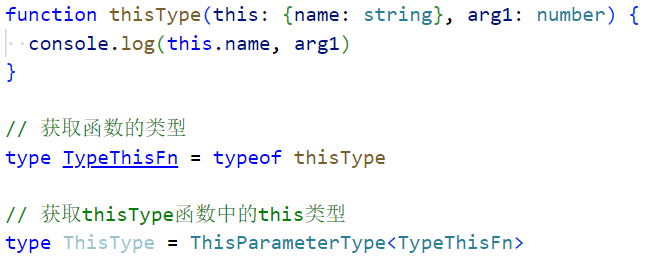 function thisType(this: {name: string}, arg1: number) {
  console.log(this.name, arg1)
}
// 获取函数的类型
type TypeThisFn = typeof thisType
// 获取thisType函数中的this类型
type ThisType = ThisParameterType<TypeThisFn>